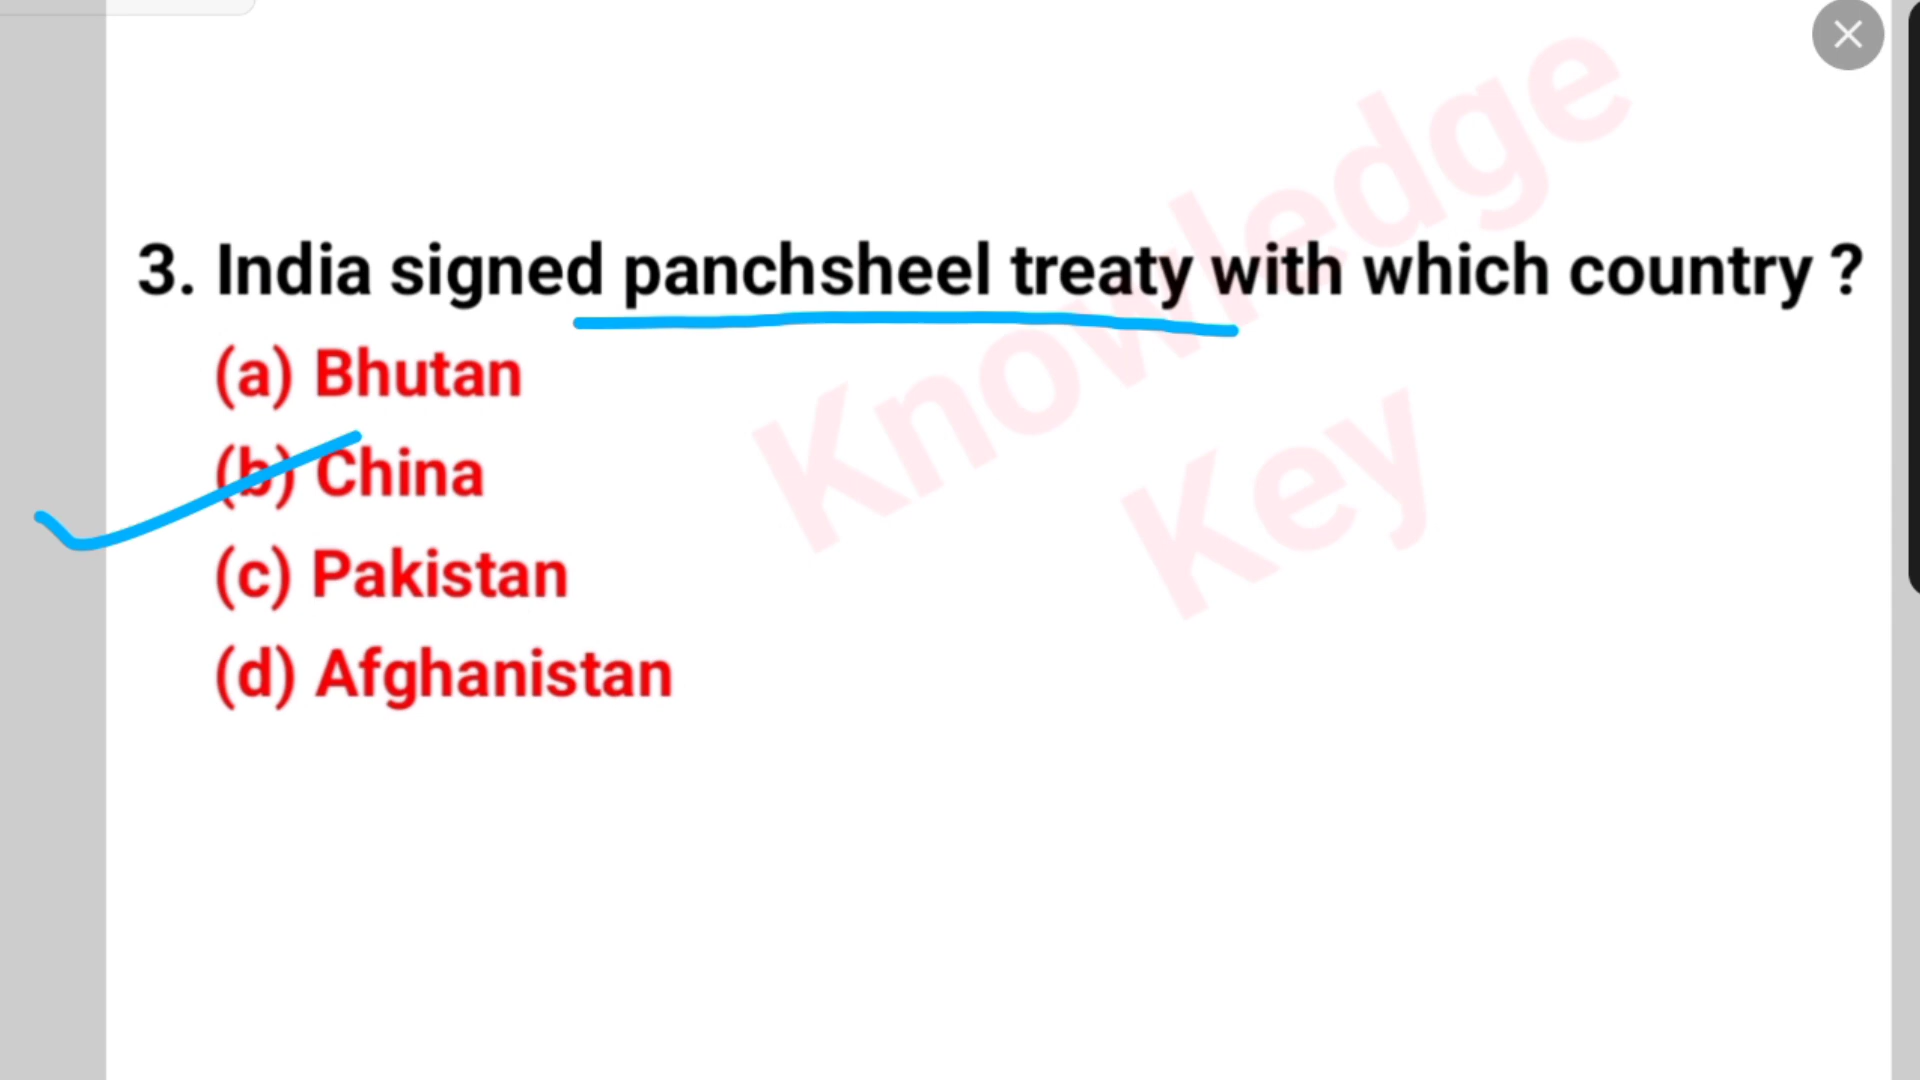 3. India signed panchsheel treaty with which country ?
(a) Bhutan
(b) China
(c) Pakistan
(d) Afghanistan
Knowledge
Key